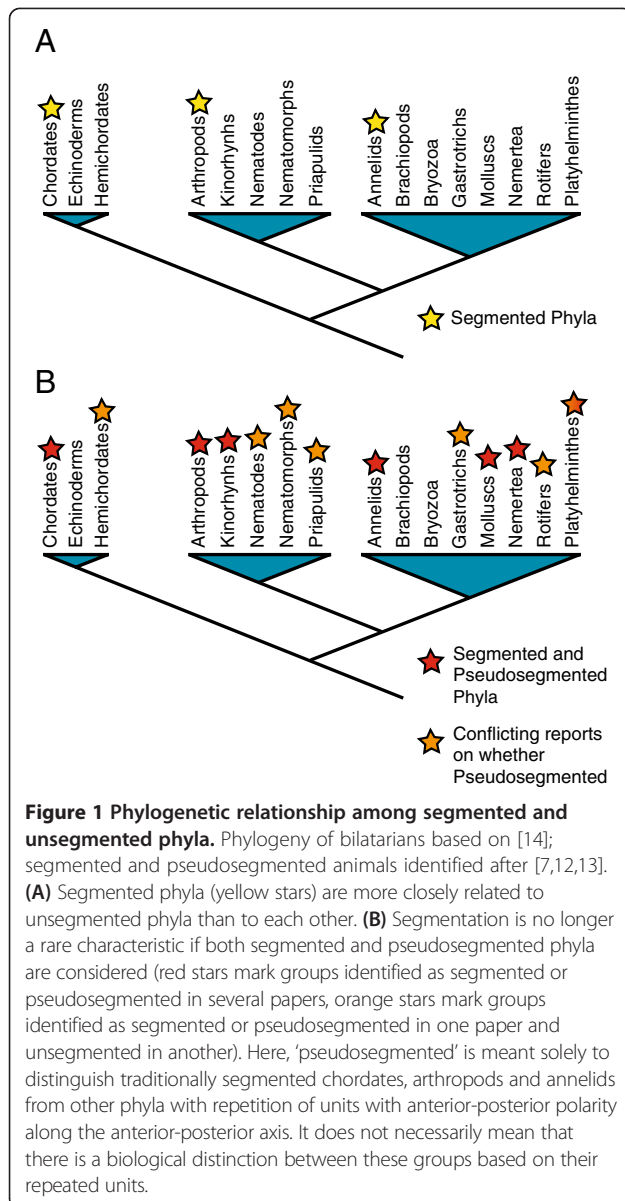 A
Chordates
Echinoderms
Hemichordates
Arthropods
Kinorhynhs
Nematodes
Nematomorphs
Priapulids
Annelids
Brachiopods
Bryozoa
Gastrotrichs
Molluscs
Nemertea
Rotifers
Platyhelminthes
Segmented Phyla
B
Chordates
Echinoderms
Hemichordates
Arthropods
Kinorhynhs
Nematodes
Nematomorphs
Priapulids
Annelids
Brachiopods
Bryozoa
Gastrotrichs
Molluscs
Nemertea
Rotifers
Platyhelminthes
Segmented and
Pseudosegmented
Phyla
Conflicting reports
on whether
Pseudosegmented
Figure 1 Phylogenetic relationship among segmented and
unsegmented phyla. Phylogeny of bilatarians based on [14];
segmented and pseudosegmented animals identified after [7,12,13].
(A) Segmented phyla (yellow stars) are more closely related to
unsegmented phyla than to each other. (B) Segmentation is no longer
a rare characteristic if both segmented and pseudosegmented phyla
are considered (red stars mark groups identified as segmented or
pseudosegmented in several papers, orange stars mark groups
identified as segmented or pseudosegmented in one paper and
unsegmented in another). Here, 'pseudosegmented' is meant solely to
distinguish traditionally segmented chordates, arthropods and annelids
from other phyla with repetition of units with anterior-posterior polarity
along the anterior-posterior axis. It does not necessarily mean that
there is a biological distinction between these groups based on their
repeated units.